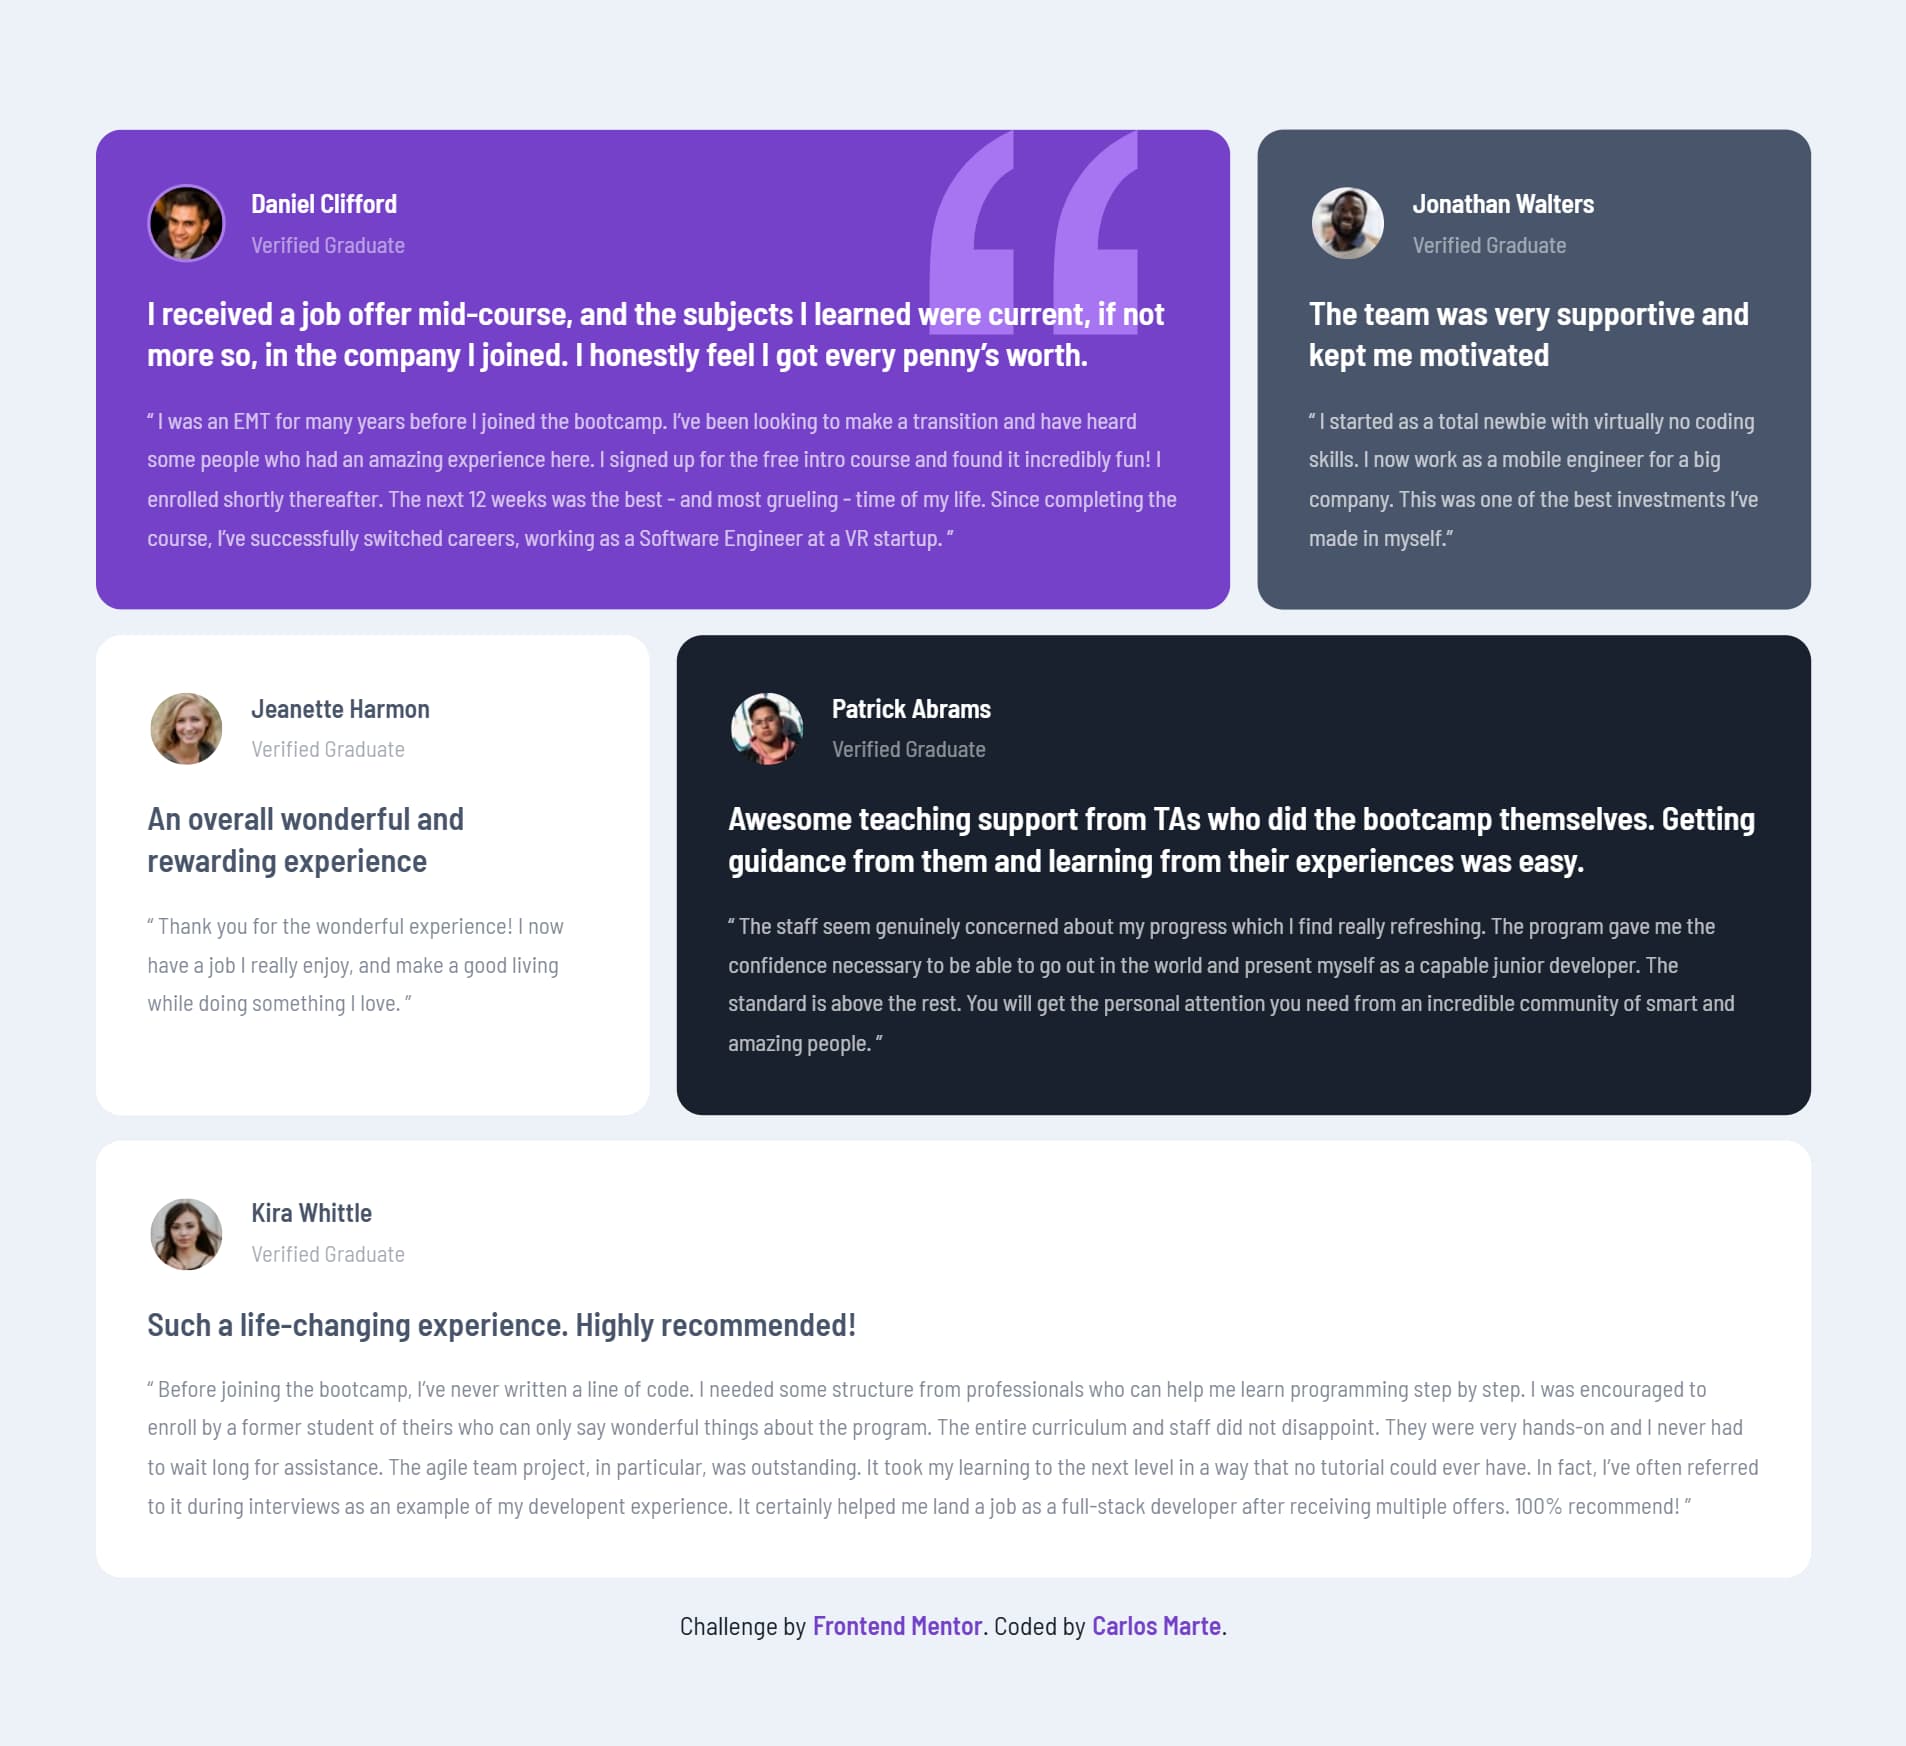 Daniel Clifford
Verified Graduate
I received a job offer mid-course, and the subjects I learned were current, if not
more so, in the company I joined. I honestly feel I got every penny’s worth.
“ I was an EMT for many years before I joined the bootcamp. I’ve been looking to make a transition and have heard
some people who had an amazing experience here. I signed up for the free intro course and found it incredibly fun! I
enrolled shortly thereafter. The next 12 weeks was the best - and most grueling - time of my life. Since completing the
course, I’ve successfully switched careers, working as a Software Engineer at a VR startup. ”
Jonathan Walters
Verified Graduate
The team was very supportive and
kept me motivated
“ I started as a total newbie with virtually no coding
skills. I now work as a mobile engineer for a big
company. This was one of the best investments I’ve
made in myself.”
Jeanette Harmon
Verified Graduate
An overall wonderful and
rewarding experience
“ Thank you for the wonderful experience! I now
have a job I really enjoy, and make a good living
while doing something I love. ”
Patrick Abrams
Verified Graduate
Awesome teaching support from TAs who did the bootcamp themselves. Getting
guidance from them and learning from their experiences was easy.
“ The staff seem genuinely concerned about my progress which I find really refreshing. The program gave me the
confidence necessary to be able to go out in the world and present myself as a capable junior developer. The
standard is above the rest. You will get the personal attention you need from an incredible community of smart and
amazing people. ”
Kira Whittle
Verified Graduate
Such a life-changing experience. Highly recommended!
“ Before joining the bootcamp, I’ve never written a line of code. I needed some structure from professionals who can help me learn programming step by step. I was encouraged to
enroll by a former student of theirs who can only say wonderful things about the program. The entire curriculum and staff did not disappoint. They were very hands-on and I never had
to wait long for assistance. The agile team project, in particular, was outstanding. It took my learning to the next level in a way that no tutorial could ever have. In fact, I’ve often referred
to it during interviews as an example of my developent experience. It certainly helped me land a job as a full-stack developer after receiving multiple offers. 100% recommend! ”
Challenge by Frontend Mentor. Coded by Carlos Marte.